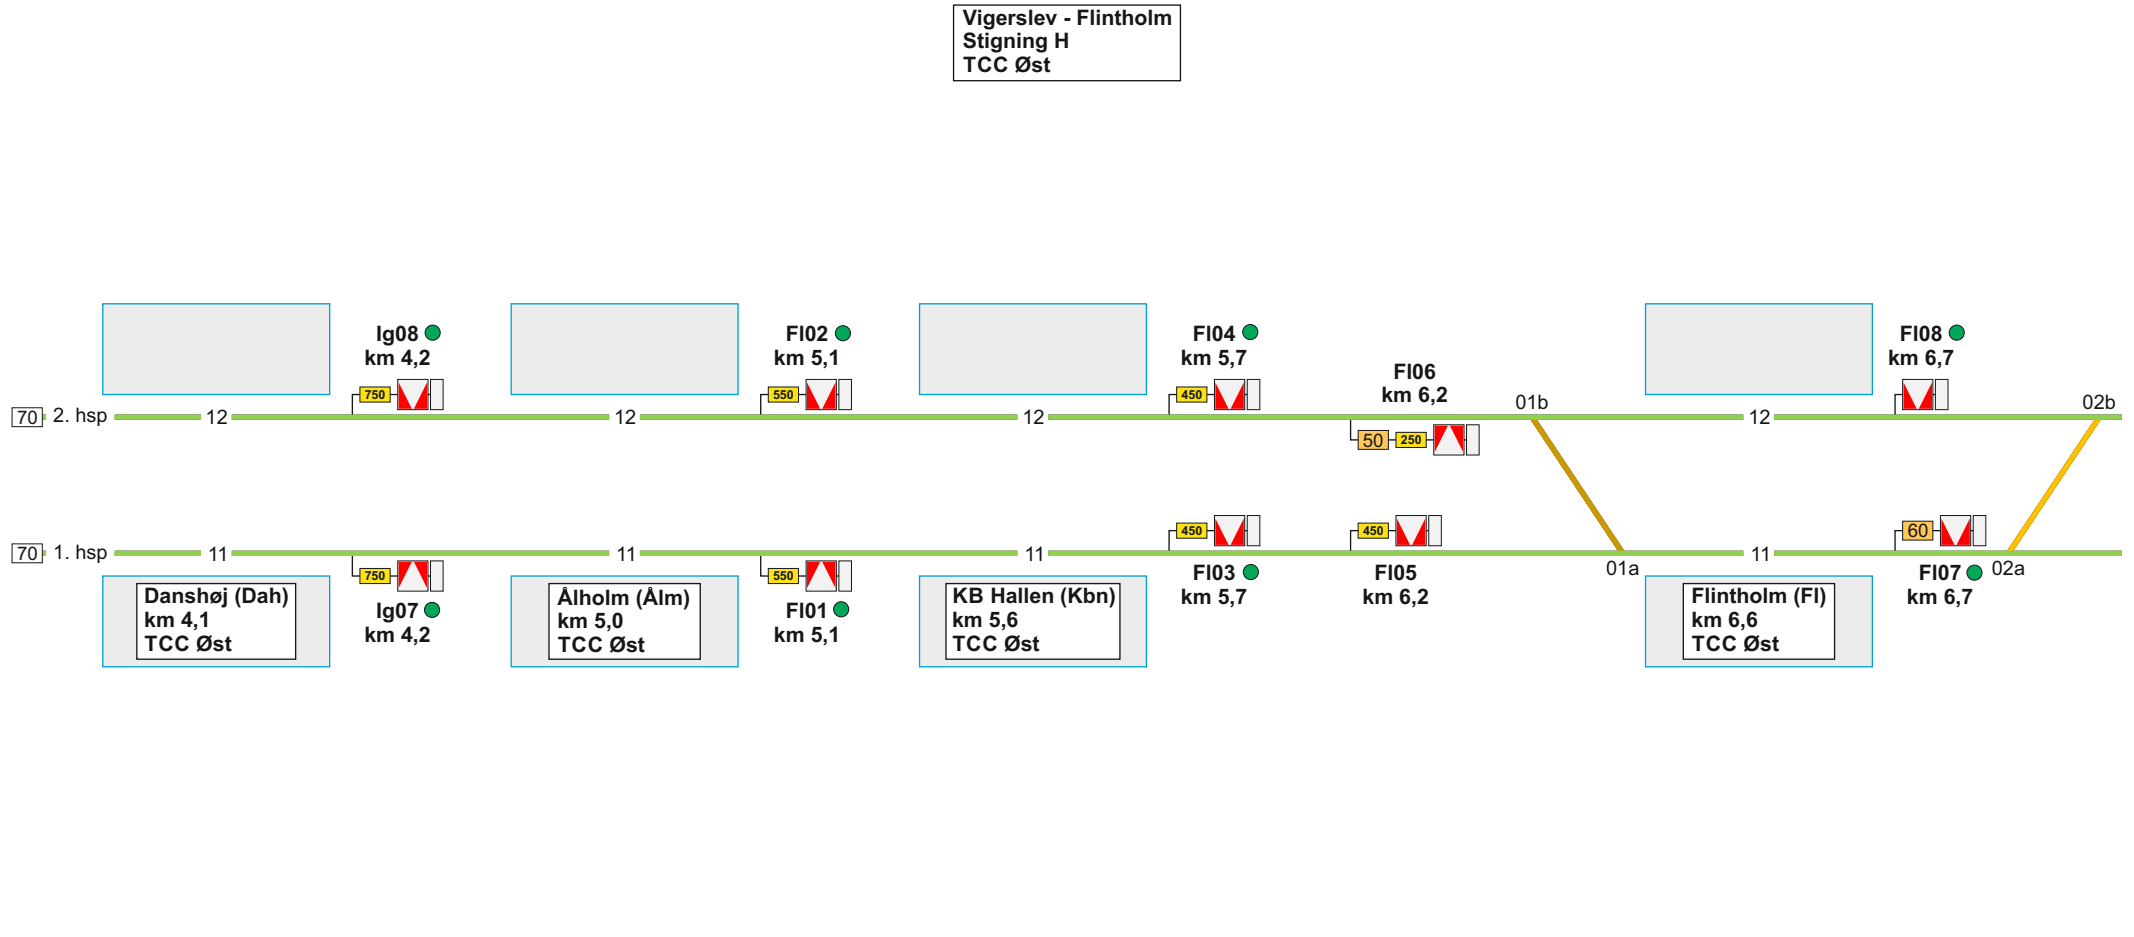 Vigerslev - Flintholm
Stigning H
TCC Øst
Ig08
km 4,2
Fl02
km 5,1
Fl04
km 5,7
Fl08
km 6,7
Fl06
km 6,2
750
550
450
01b
02b
70 2. hsp
12
12
12
12
50 250
450
450
60
70 1. hsp
11
11
11
11
01a
02a
Fl03
km 5,7
Fl05
km 6,2
Fl07
km 6,7
750
550
Danshøj (Dah)
km 4,1
TCC Øst
Ig07
km 4,2
Ålholm (Ålm)
km 5,0
TCC Øst
Fl01
km 5,1
KB Hallen (Kbn)
km 5,6
TCC Øst
Flintholm (Fl)
km 6,6
TCC Øst